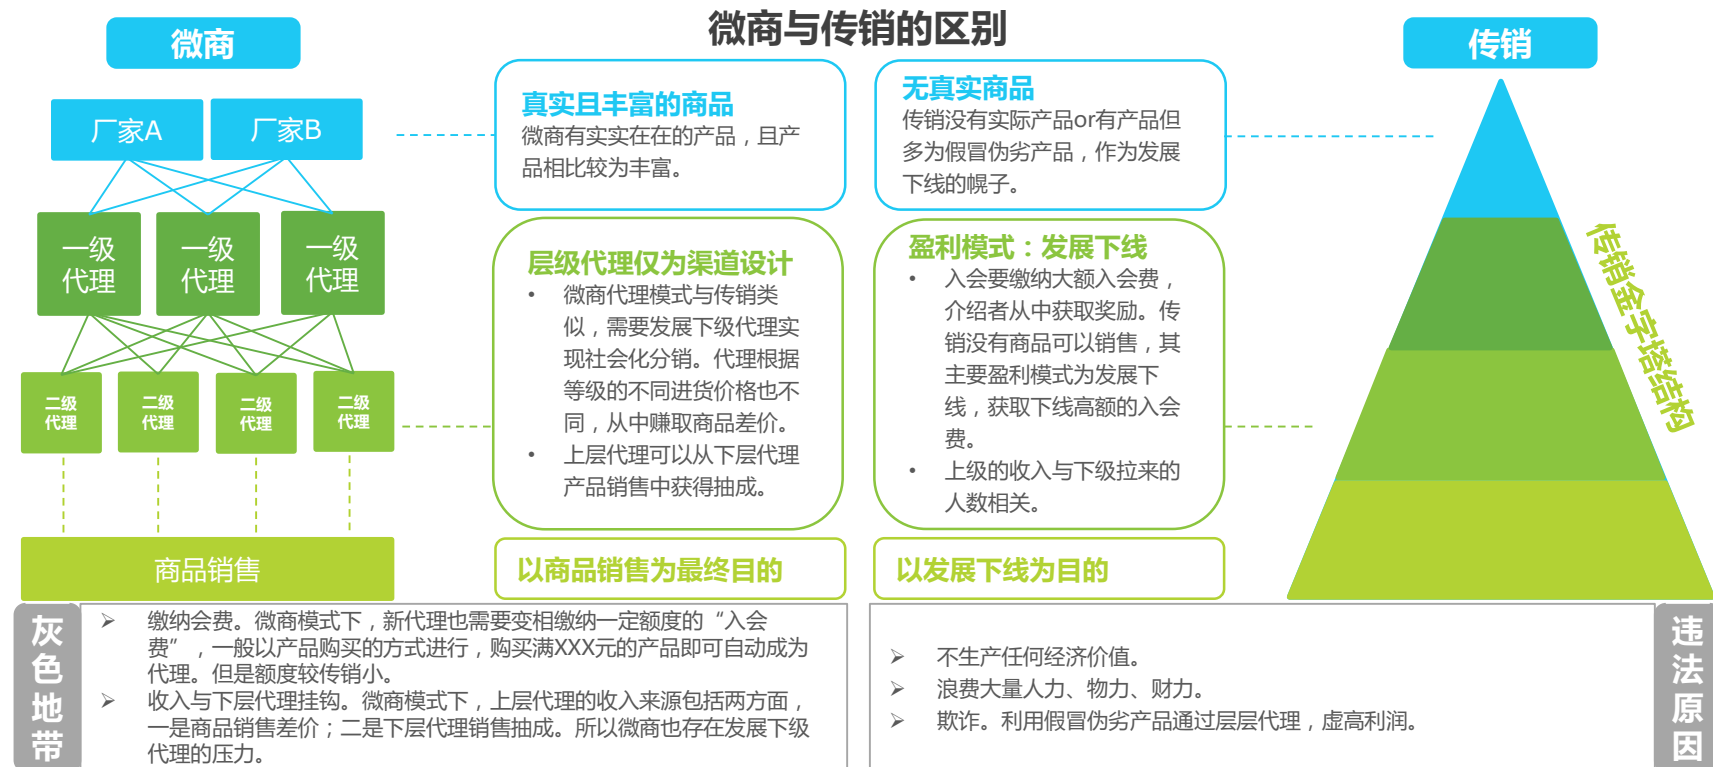 微商与传销的区别
微商
厂家A
厂家B
一级
代理
一级
代理
一级
代理
二级
代理
二级
代理
二级
代理
二级
代理
商品销售
真实且丰富的商品
微商有实实在在的产品，且产
品相比较为丰富。
层级代理仅为渠道设计
• 微商代理模式与传销类
似，需要发展下级代理实
现社会化分销。代理根据
等级的不同进货价格也不
同，从中赚取商品差价。
• 上层代理可以从下层代理
产品销售中获得抽成。
以商品销售为最终目的
无真实商品
传销没有实际产品or有产品但
多为假冒伪劣产品，作为发展
下线的幌子。
盈利模式：发展下线
• 入会要缴纳大额入会费，
介绍者从中获取奖励。传
销没有商品可以销售，其
主要盈利模式为发展下
线，获取下线高额的入会
费。
• 上级的收入与下级拉来的
人数相关。
以发展下线为目的
传销
传销金字塔结构
灰色地带
➢ 缴纳会费。微商模式下，新代理也需要变相缴纳一定额度的“入会
费”，一般以产品购买的方式进行，购买满XXX元的产品即可自动成为
代理。但是额度较传销小。
➢ 收入与下层代理挂钩。微商模式下，上层代理的收入来源包括两方面，
一是商品销售差价；二是下层代理销售抽成。所以微商也存在发展下级
代理的压力。
➢ 不生产任何经济价值。
➢ 浪费大量人力、物力、财力。
➢ 欺诈。利用假冒伪劣产品通过层层代理，虚高利润。
违法原因